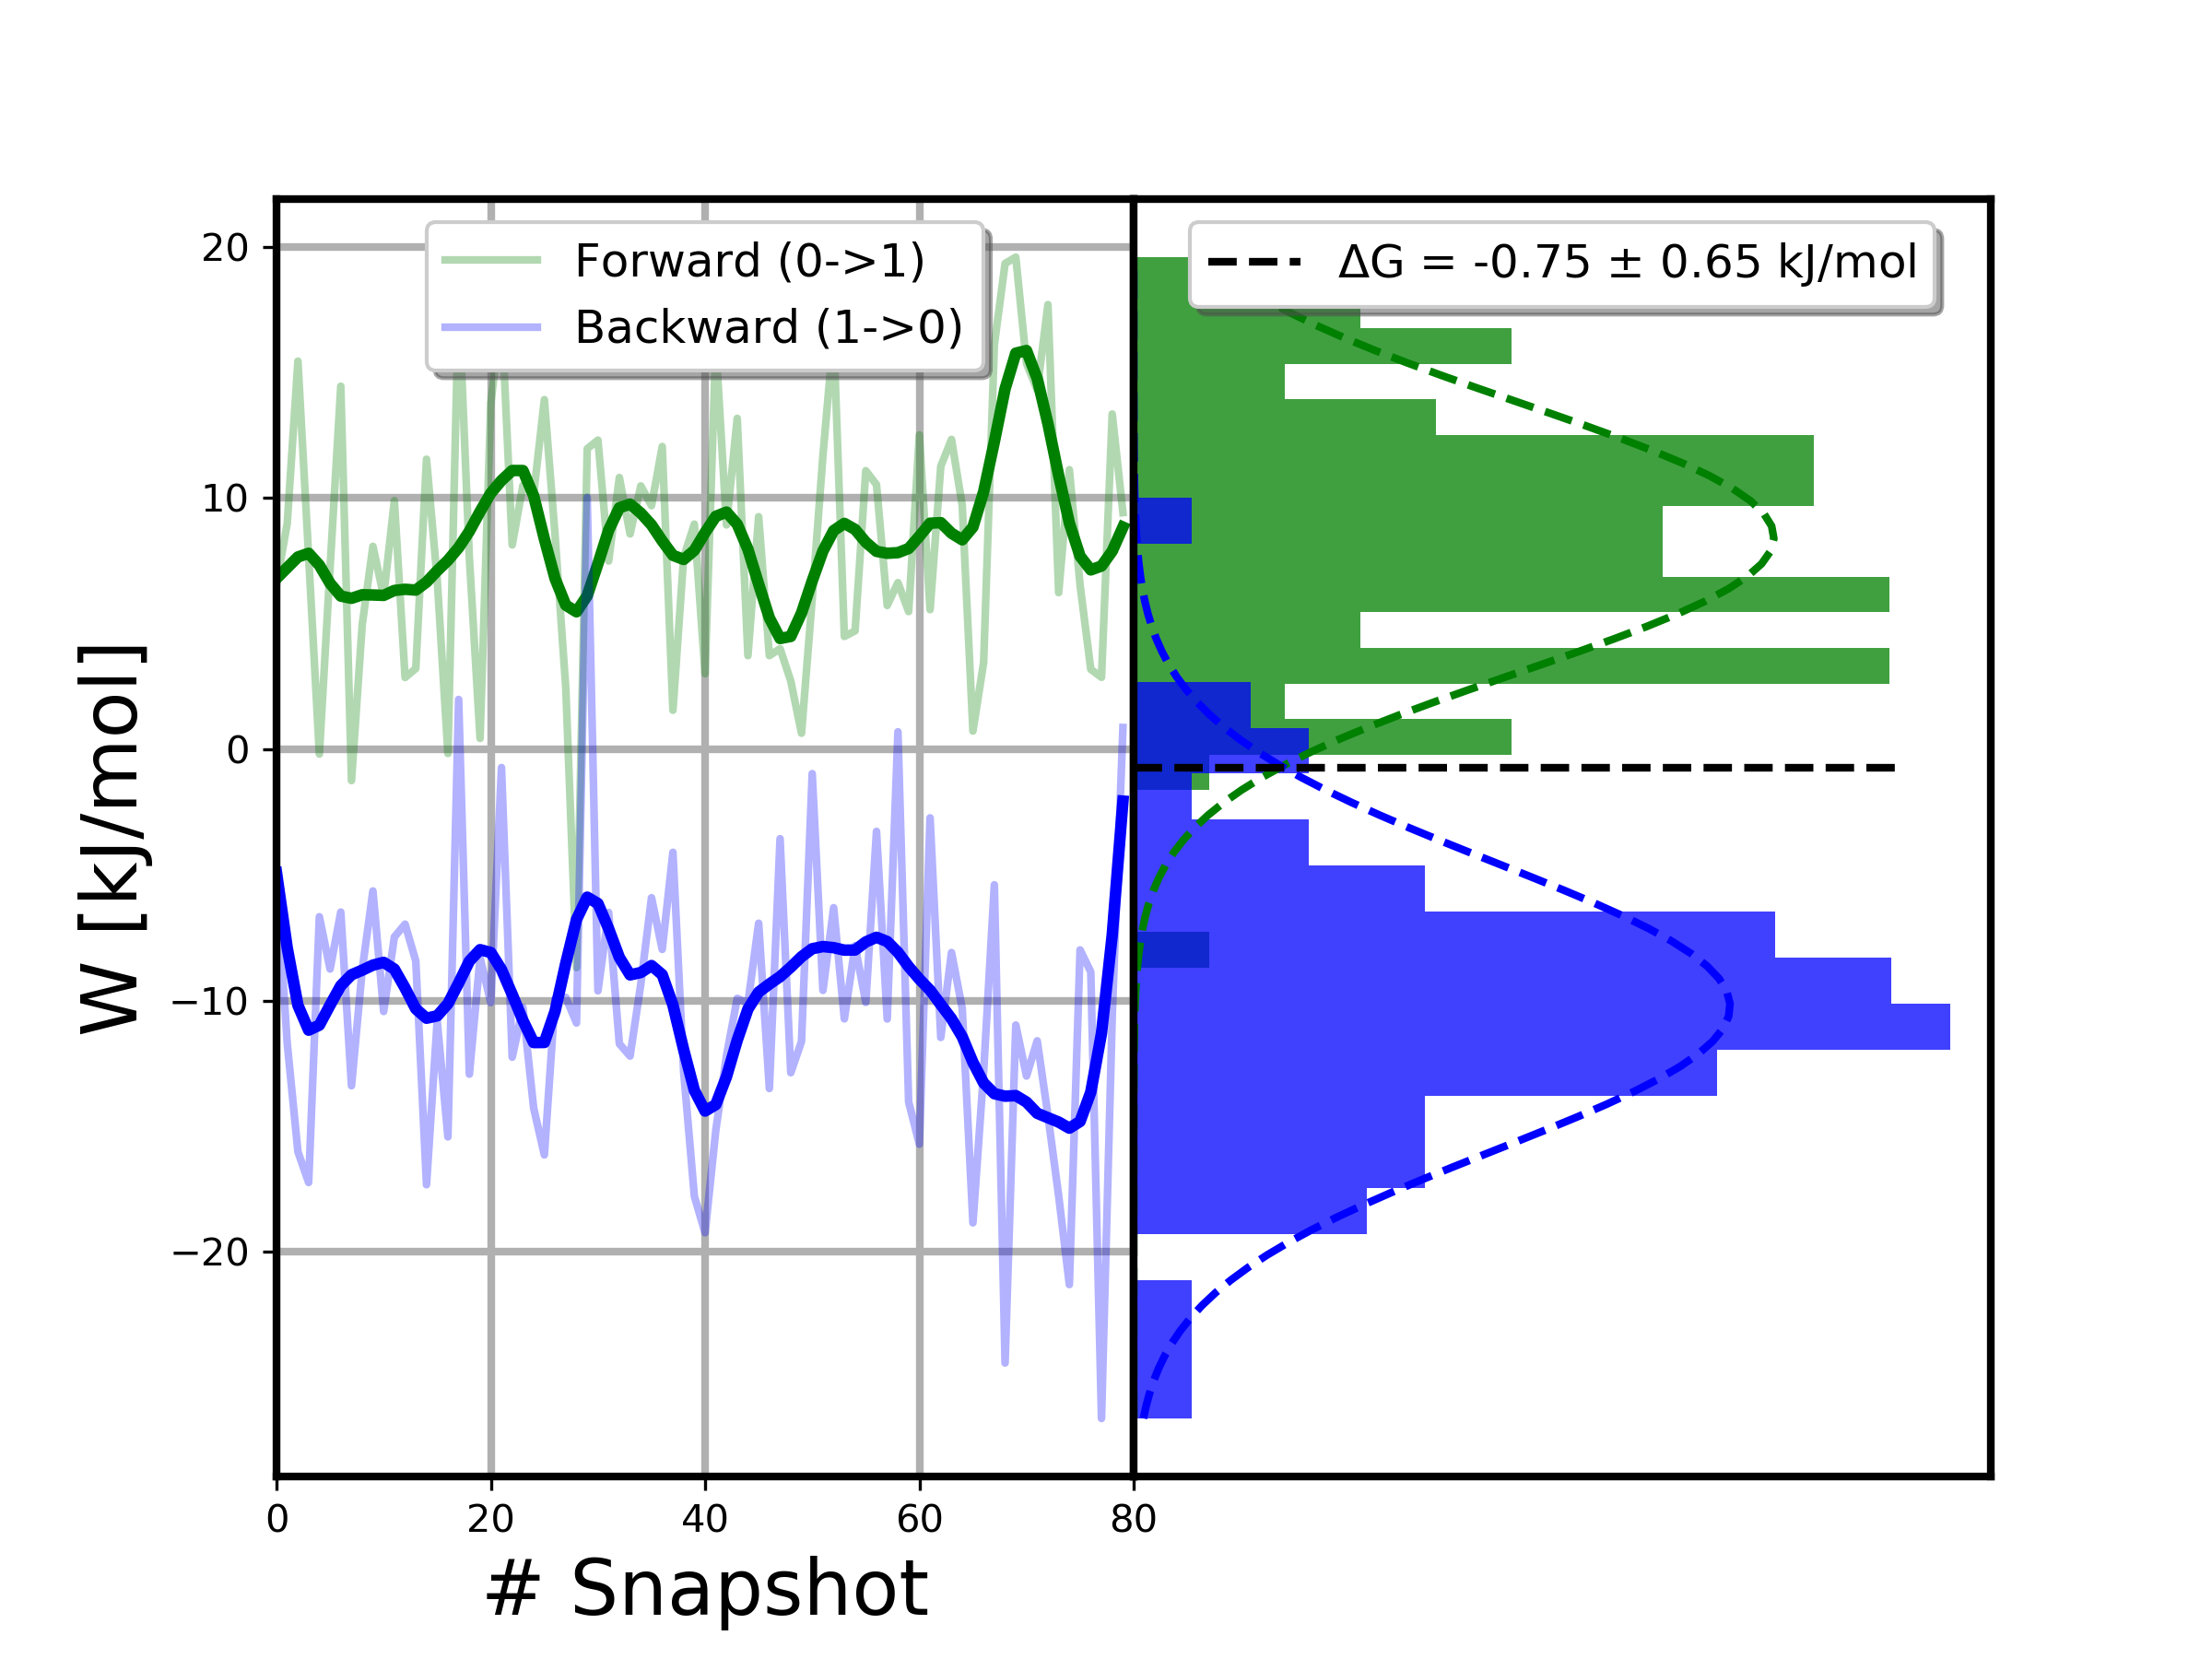 Forward (0->1)
Backward (1->0)
ΔG = -0.75 ± 0.65 kJ/mol
W [kJ/mol]
20
10
0
−10
−20
0 20 40 60 80
# Snapshot